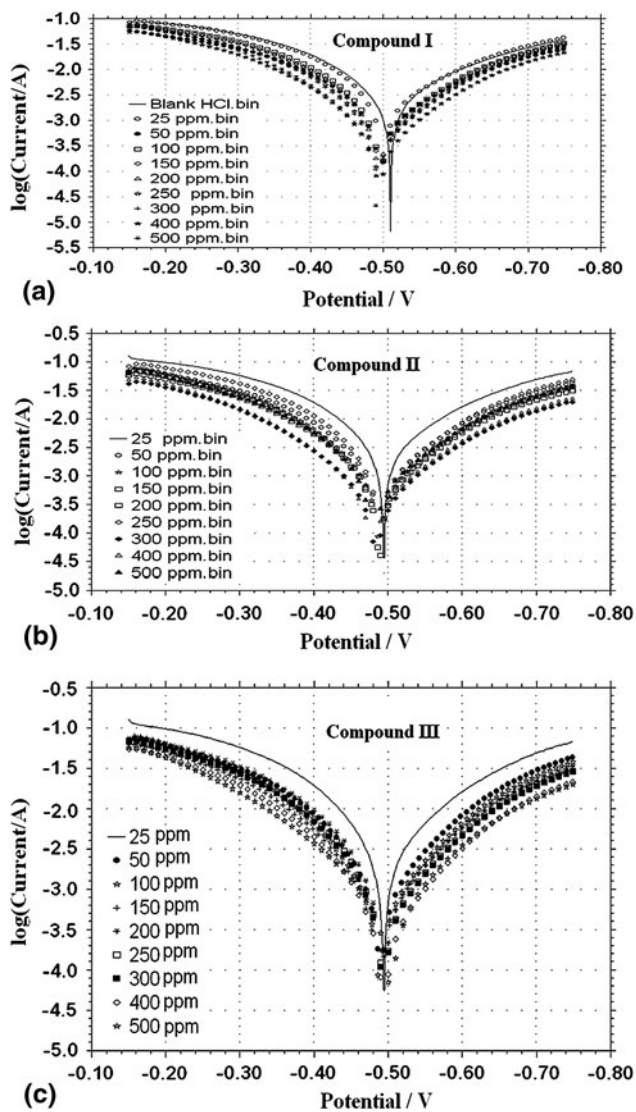 Compound I
log(Current/A)
-1.0
-1.5
-2.0
-2.5
-3.0
-3.5
-4.0
-4.5
-5.0
-5.5
Blank HCl.bin
25 ppm.bin
50 ppm.bin
100 ppm.bin
150 ppm.bin
200 ppm.bin
250 ppm.bin
300 ppm.bin
400 ppm.bin
500 ppm.bin
-0.10 -0.20 -0.30 -0.40 -0.50 -0.60 -0.70 -0.80
(a)
Potential / V
Compound II
log(Current/A)
-0.5
-1.0
-1.5
-2.0
-2.5
-3.0
-3.5
-4.0
-4.5
-5.0
25 ppm.bin
50 ppm.bin
100 ppm.bin
150 ppm.bin
200 ppm.bin
250 ppm.bin
300 ppm.bin
400 ppm.bin
500 ppm.bin
-0.10 -0.20 -0.30 -0.40 -0.50 -0.60 -0.70 -0.80
(b)
Potential / V
Compound III
log(Current/A)
-0.5
-1.0
-1.5
-2.0
-2.5
-3.0
-3.5
-4.0
-4.5
-5.0
25 ppm
50 ppm
100 ppm
150 ppm
200 ppm
250 ppm
300 ppm
400 ppm
500 ppm
-0.10 -0.20 -0.30 -0.40 -0.50 -0.60 -0.70 -0.80
(c)
Potential / V